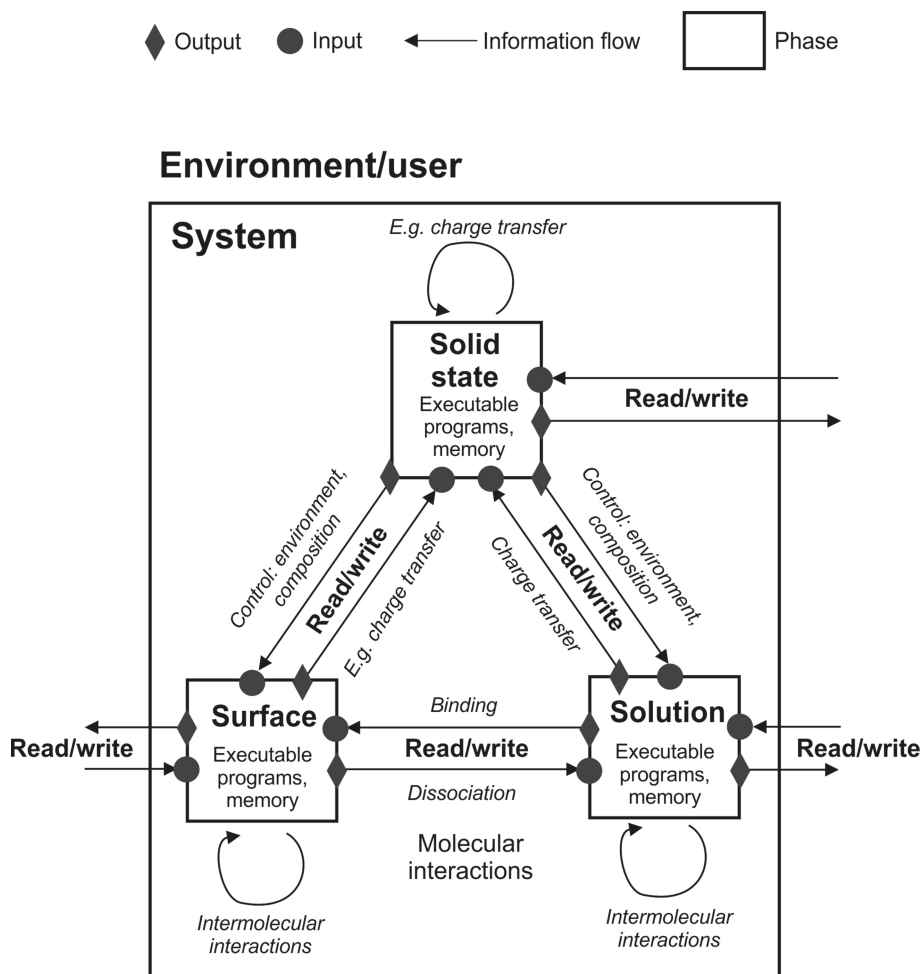 Output
Input
Information flow
Phase
Environment/user
System
E.g. charge transfer
Solid
state
Executable
programs,
memory
Read/write
Control: environment,
composition
Read/write
E.g. charge transfer
Charge transfer
Read/write
Control: environment,
composition
Surface
Executable
programs,
memory
Read/write
Binding
Read/write
Dissociation
Solution
Executable
programs,
memory
Read/write
Molecular
interactions
Intermolecular
interactions
Intermolecular
interactions